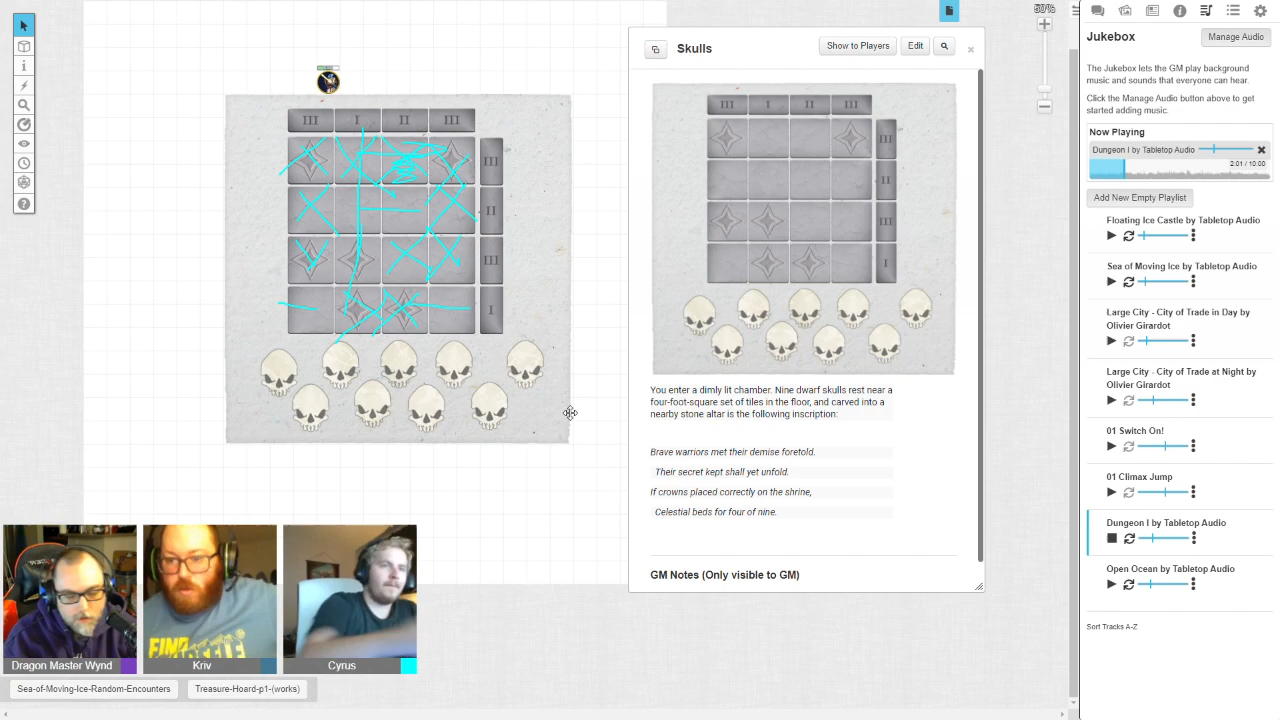 50%
Skulls
Show to Players
Edit
III I II III
III
II
III
I
III I II III
III
II
III
I
You enter a dimly lit chamber. Nine dwarf skulls rest near a
four-foot-square set of tiles in the floor, and carved into a
nearby stone altar is the following inscription:
Brave warriors met their demise foretold.
Their secret kept shall yet unfold.
If crowns placed correctly on the shrine,
Celestial beds for four of nine.
GM Notes (Only visible to GM)
Dragon Master Wynd
Kriv
Cyrus
Sea-of-Moving-Ice-Random-Encounters
Treasure-Hoard-p1-(works)
Jukebox
Manage Audio
The Jukebox lets the GM play background
music and sounds that everyone can hear.
Click the Manage Audio button above to get
started adding music.
Now Playing
Dungeon I by Tabletop Audio
2:01 / 10:00
Add New Empty Playlist
Floating Ice Castle by Tabletop Audio
Sea of Moving Ice by Tabletop Audio
Large City - City of Trade in Day by
Olivier Girardot
Large City - City of Trade at Night by
Olivier Girardot
01 Switch On!
01 Climax Jump
Dungeon I by Tabletop Audio
Open Ocean by Tabletop Audio
Sort Tracks A-Z